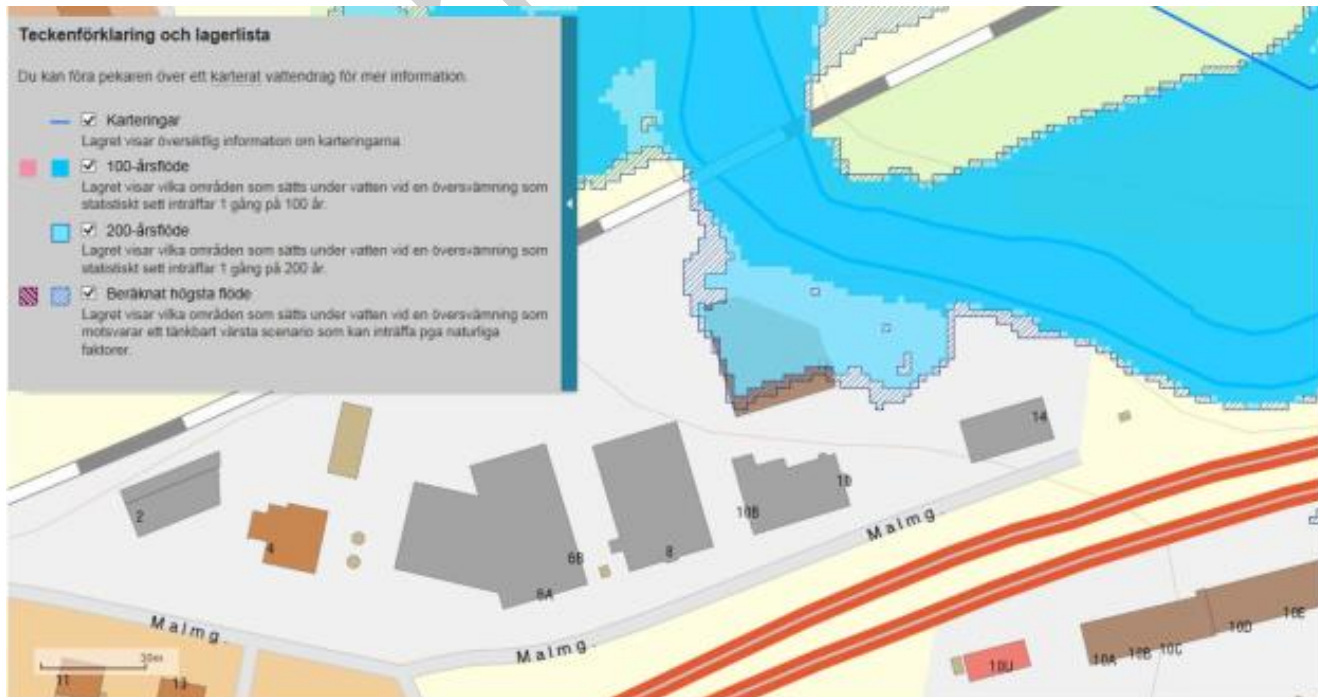 Teckenförklaring och lagerlista
Du kan föra pekaren över ett karterat vattendrag för mer information.
Karteringar
Lagret visar översiktlig information om karteringarna.
100-årsflöde
Lagret visar vilka områden som sätts under vatten vid en översvämning som
statistiskt sett inträffar 1 gång på 100 år.
200-årsflöde
Lagret visar vilka områden som sätts under vatten vid en översvämning som
statistiskt sett inträffar 1 gång på 200 år.
Beräknat högsta flöde
Lagret visar vilka områden som sätts under vatten vid en översvämning som
motsvarar ett tänkbart värsta scenario som kan inträffa pga naturliga
faktorer.
14
2
4
6B
6A
8
10B
Malmg.
Malmg.
Malmg.
11
13
10U
10A
10B
10C
10D
10E